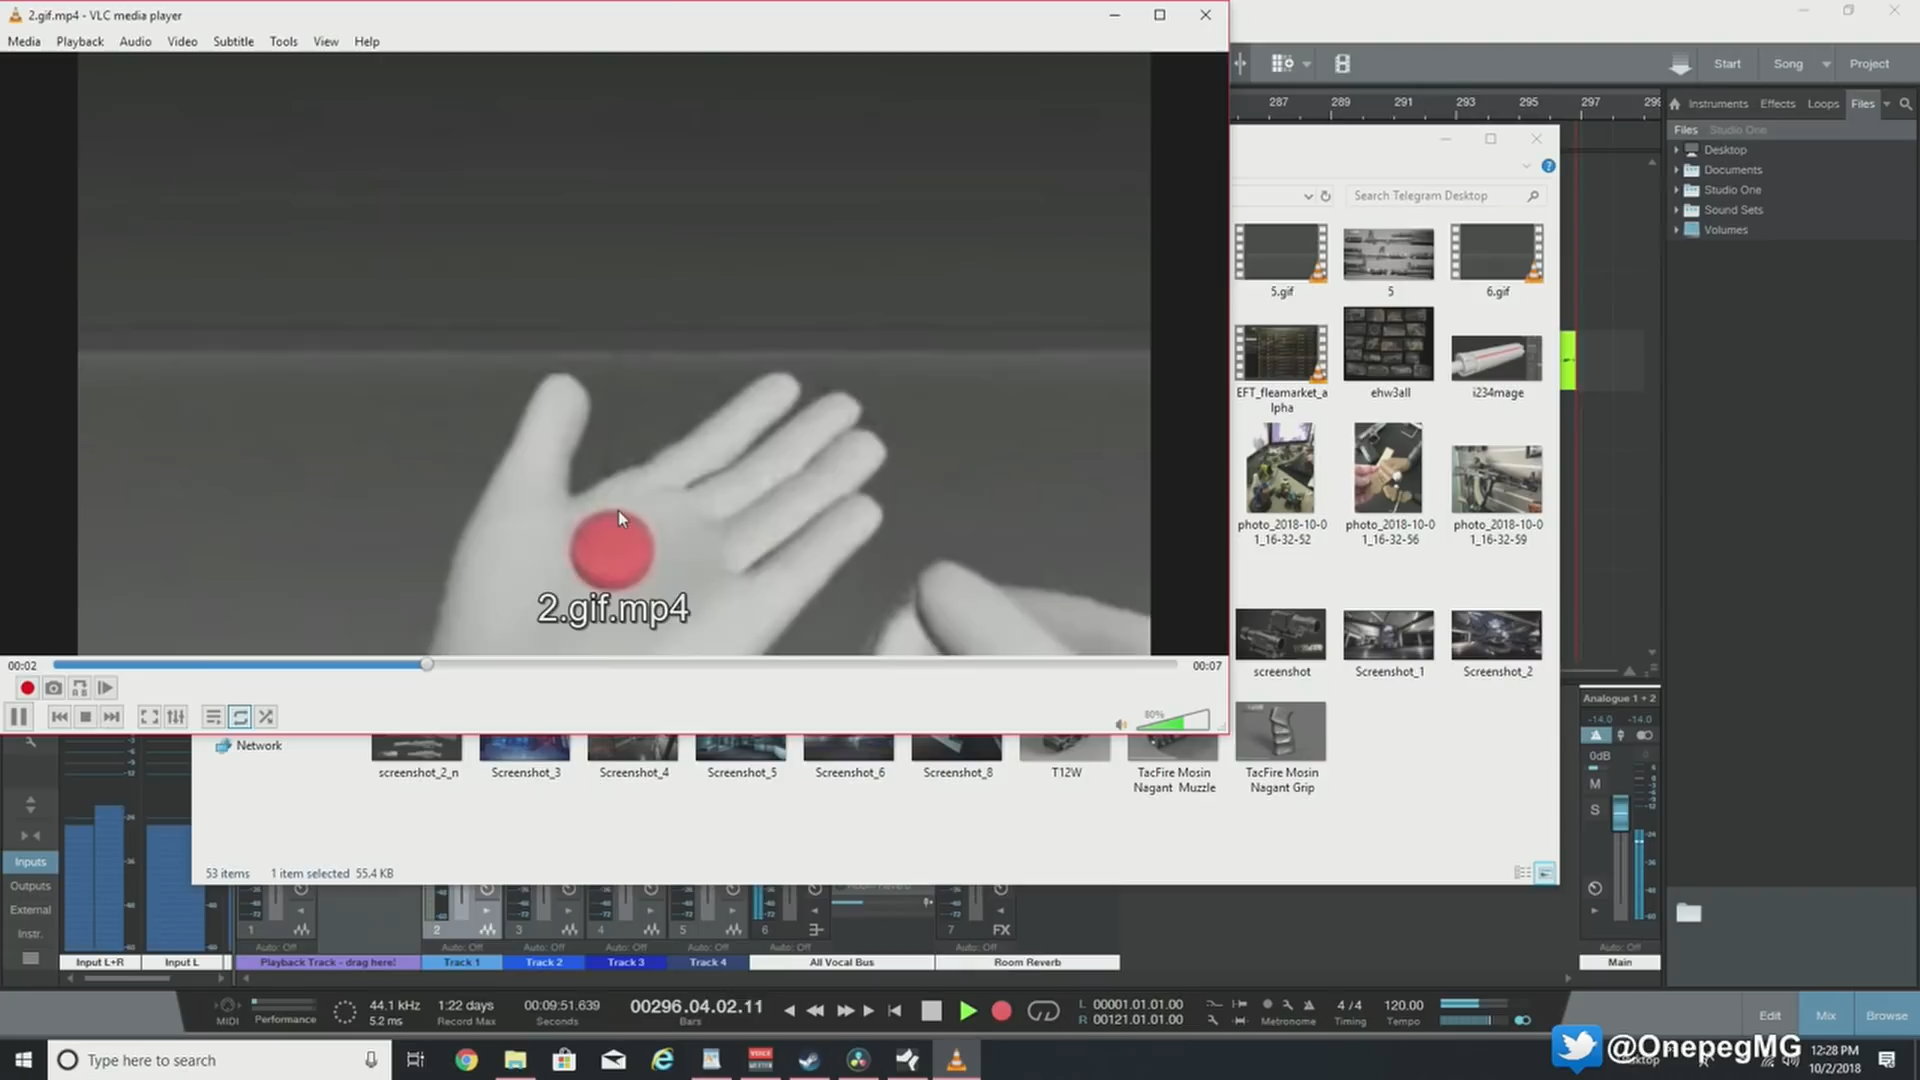 2.gif.mp4 - VLC media player
Media Playback Audio Video Subtitle Tools View Help
Start Song Project
287 289 291 293 295 297 299
Instruments Effects Loops Files
Files Studio One
Desktop
Documents
Studio One
Sound Sets
Volumes
Search Telegram Desktop
5.gif 5 6.gif
EFT_fleamarket_a
lpha
ehw3all
i234mage
photo_2018-10-0
1_16-32-52
photo_2018-10-0
1_16-32-56
photo_2018-10-0
1_16-32-59
screenshot Screenshot_1 Screenshot_2
2.gif.mp4
00:02 00:07
80%
Network
screenshot_2_n Screenshot_3 Screenshot_4 Screenshot_5 Screenshot_6 Screenshot_8 T12W
TacFire Mosin
Nagant Muzzle
TacFire Mosin
Nagant Grip
53 items 1 item selected 55.4 KB
Analogue 1 + 2
-14.0 -14.0
0dB
M
S
Inputs
Outputs
External
Instr.
1 2 3 4 5 6 7 FX
Auto: Off Auto: Off Auto: Off Auto: Off Auto: Off Auto: Off Auto: Off Auto: Off
Input L+R Input L Playback Track - drag here! Track 1 Track 2 Track 3 Track 4 All Vocal Bus Room Reverb Main
MIDI Performance
44.1 kHz
5.2 ms
1:22 days
Record Max
00:09:51.639
Seconds
00296.04.02.11
Bars
L 00001.01.01.00
R 00121.01.01.00
Metronome
4 / 4
Timing
120.00
Tempo
Edit Mix Browse
Type here to search
@OnepegMG
12:28 PM
10/2/2018